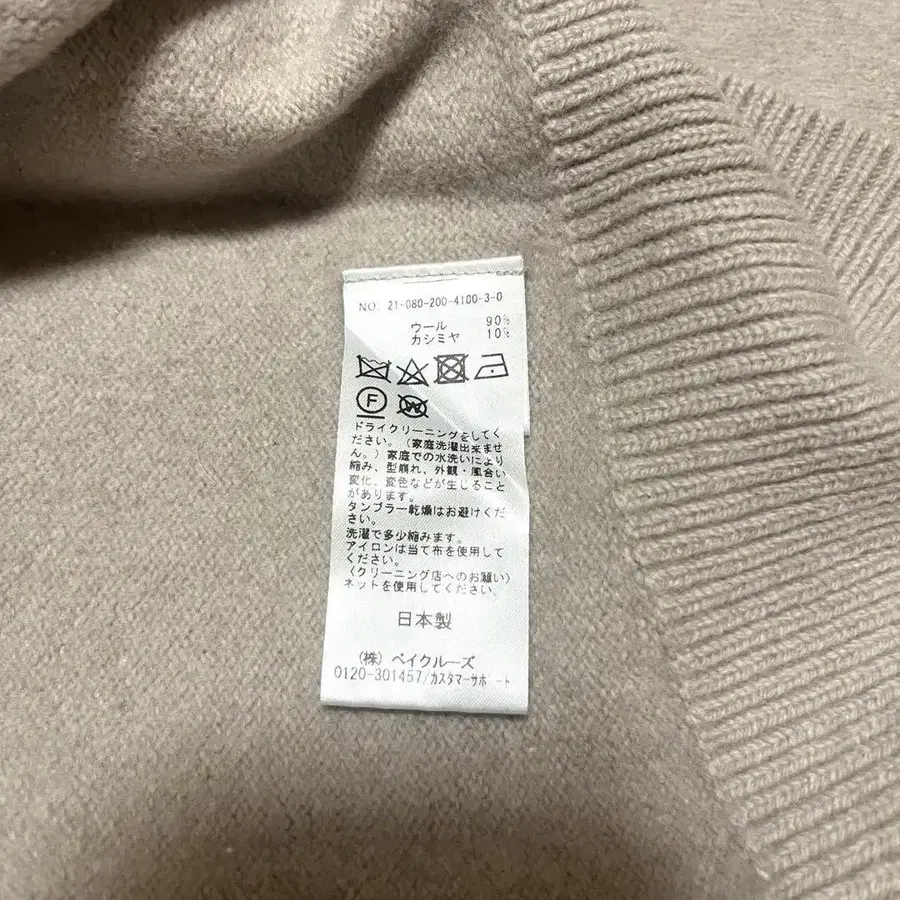 NO. 21-080-200-4100-3-0
ウール 90%
カシミヤ 10%
F W
ドライクリーニングをしてく
ださい。(家庭洗濯出来ませ
ん。)家庭での水洗いにより
縮み、型崩れ、外観・風合い
変化、変色などが生じること
があります。
タンブラー乾燥はお避けくだ
さい。
洗濯で多少縮みます。
アイロンは当て布を使用して
ください。
〈クリーニング店へのお願い〉
ネットを使用してください。
日本製
(株)ベイクルーズ
0120-301457/カスタマーサポート